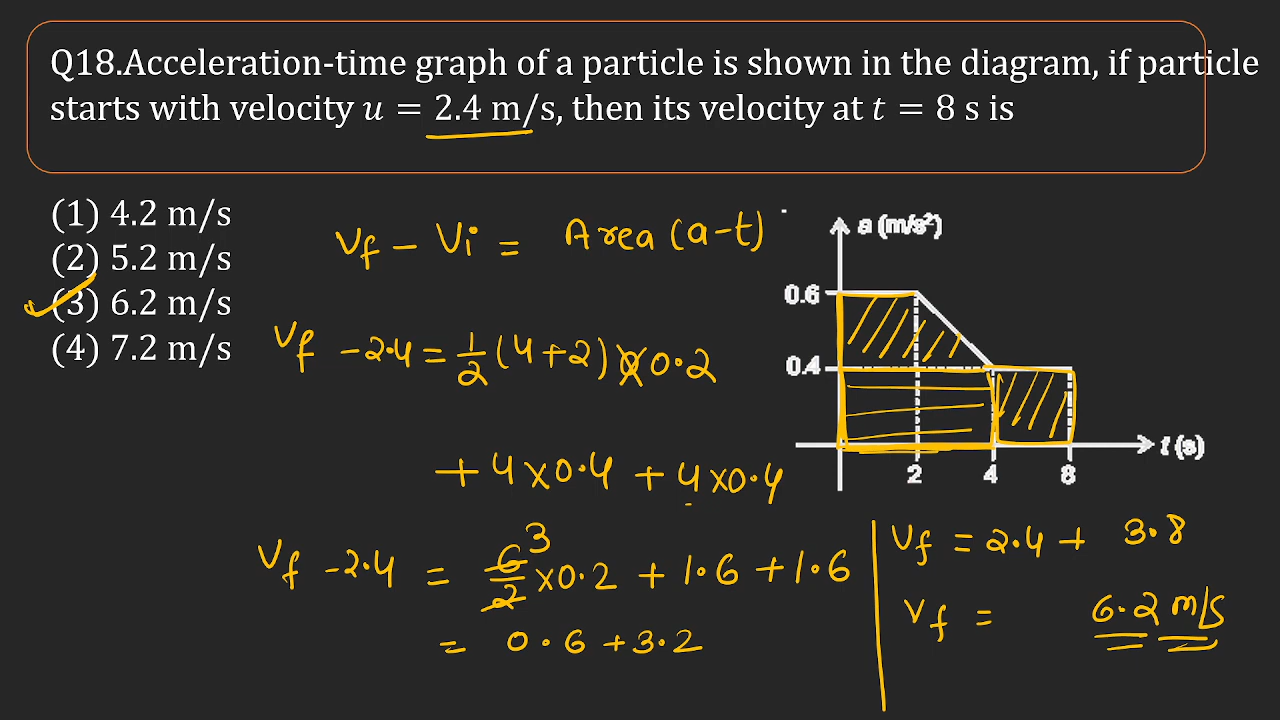 Q18.Acceleration-time graph of a particle is shown in the diagram, if particle
starts with velocity u = 2.4 m/s, then its velocity at t = 8 s is
(1) 4.2 m/s
(2) 5.2 m/s
(3) 6.2 m/s
(4) 7.2 m/s
Vf - Vi = Area (a-t)
Vf - 2.4 = 1/2 (4+2) x 0.2
+ 4 x 0.4 + 4 x 0.4
Vf - 2.4 = 6/2 3 x 0.2 + 1.6 + 1.6
= 0.6 + 3.2
a (m/s²)
0.6
0.4
2 4 8
t (s)
Vf = 2.4 + 3.8
Vf = 6.2 m/s